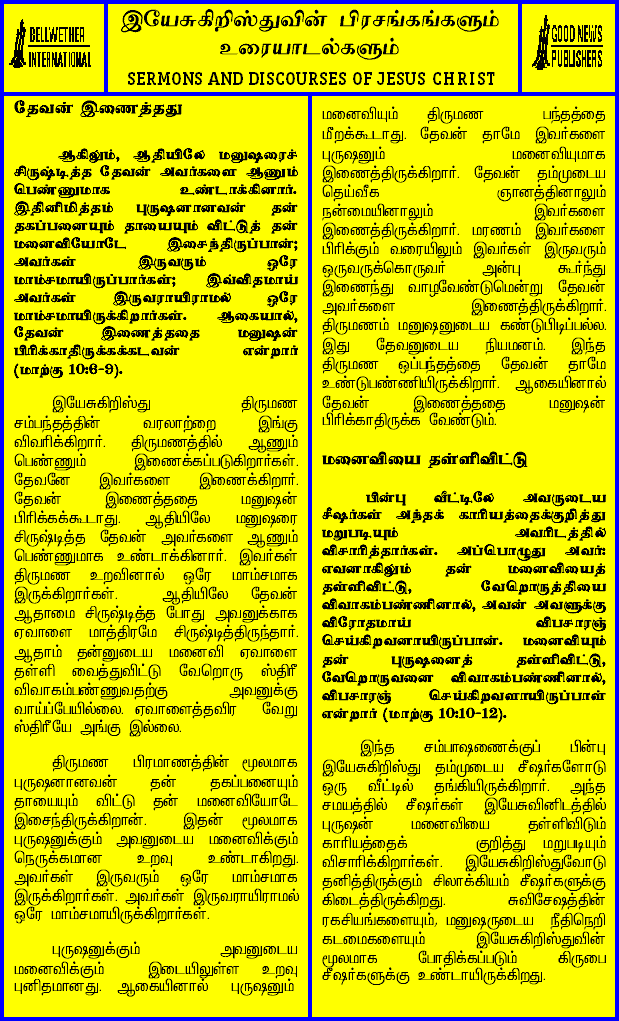 BELLWETHER
INTERNATIONAL
இயேசுகிறிஸ்துவின் பிரசங்கங்களும்
உரையாடல்களும்
SERMONS AND DISCOURSES OF JESUS CHRIST
GOOD NEWS
PUBLISHERS
தேவன் இணைத்தது
ஆகிலும், ஆதியிலே மனுஷரைச்
சிருஷ்டித்த தேவன் அவர்களை ஆணும்
பெண்ணுமாக உண்டாக்கினார்.
இதினிமித்தம் புருஷனானவன் தன்
தகப்பனையும் தாயையும் விட்டுத் தன்
மனைவியோடே இசைந்திருப்பான்;
அவர்கள் இருவரும் ஒரே
மாம்சமாயிருப்பார்கள்; இவ்விதமாய்
அவர்கள் இருவராயிராமல் ஒரே
மாம்சமாயிருக்கிறார்கள். ஆகையால்,
தேவன் இணைத்ததை மனுஷன்
பிரிக்காதிருக்கக்கடவன் என்றார்
(மாற்கு 10:6-9).
இயேசுகிறிஸ்து திருமண
சம்பந்தத்தின் வரலாற்றை இங்கு
விவரிக்கிறார். திருமணத்தில் ஆணும்
பெண்ணும் இணைக்கப்படுகிறார்கள்.
தேவனே இவர்களை இணைக்கிறார்.
தேவன் இணைத்ததை மனுஷன்
பிரிக்கக்கூடாது. ஆதியிலே மனுஷரை
சிருஷ்டித்த தேவன் அவர்களை ஆணும்
பெண்ணுமாக உண்டாக்கினார். இவர்கள்
திருமண உறவினால் ஒரே மாம்சமாக
இருக்கிறார்கள். ஆதியிலே தேவன்
ஆதாமை சிருஷ்டித்த போது அவனுக்காக
ஏவாளை மாத்திரமே சிருஷ்டித்திருந்தார்.
ஆதாம் தன்னுடைய மனைவி ஏவாளை
தள்ளி வைத்துவிட்டு வேறொரு ஸ்திரீ
விவாகம்பண்ணுவதற்கு அவனுக்கு
வாய்ப்பேயில்லை. ஏவாளைத்தவிர வேறு
ஸ்திரீயே அங்கு இல்லை.
திருமண பிரமாணத்தின் மூலமாக
புருஷனானவன் தன் தகப்பனையும்
தாயையும் விட்டு தன் மனைவியோடே
இசைந்திருக்கிறான். இதன் மூலமாக
புருஷனுக்கும் அவனுடைய மனைவிக்கும்
நெருக்கமான உறவு உண்டாகிறது.
அவர்கள் இருவரும் ஒரே மாம்சமாக
இருக்கிறார்கள். அவர்கள் இருவராயிராமல்
ஒரே மாம்சமாயிருக்கிறார்கள்.
புருஷனுக்கும் அவனுடைய
மனைவிக்கும் இடையிலுள்ள உறவு
புனிதமானது. ஆகையினால் புருஷனும்
மனைவியும் திருமண பந்தத்தை
மீறக்கூடாது. தேவன் தாமே இவர்களை
புருஷனும் மனைவியுமாக
இணைத்திருக்கிறார். தேவன் தம்முடைய
தெய்வீக ஞானத்தினாலும்
நன்மையினாலும் இவர்களை
இணைத்திருக்கிறார். மரணம் இவர்களை
பிரிக்கும் வரையிலும் இவர்கள் இருவரும்
ஒருவருக்கொருவர் அன்பு கூர்ந்து
இணைந்து வாழவேண்டுமென்று தேவன்
அவர்களை இணைத்திருக்கிறார்.
திருமணம் மனுஷனுடைய கண்டுபிடிப்பல்ல.
இது தேவனுடைய நியமனம். இந்த
திருமண ஒப்பந்தத்தை தேவன் தாமே
உண்டுபண்ணியிருக்கிறார். ஆகையினால்
தேவன் இணைத்ததை மனுஷன்
பிரிக்காதிருக்க வேண்டும்.
மனைவியை தள்ளிவிட்டு
பின்பு வீட்டிலே அவருடைய
சீஷர்கள் அந்தக் காரியத்தைக்குறித்து
மறுபடியும் அவரிடத்தில்
விசாரித்தார்கள். அப்பொழுது அவர்:
எவனாகிலும் தன் மனைவியைத்
தள்ளிவிட்டு, வேறொருத்தியை
விவாகம்பண்ணினால், அவன் அவளுக்கு
விரோதமாய் விபசாரஞ்
செய்கிறவனாயிருப்பான். மனைவியும்
தன் புருஷனைத் தள்ளிவிட்டு,
வேறொருவனை விவாகம்பண்ணினால்,
விபசாரஞ் செய்கிறவளாயிருப்பாள்
என்றார் (மாற்கு 10:10-12).
இந்த சம்பாஷணைக்குப் பின்பு
இயேசுகிறிஸ்து தம்முடைய சீஷர்களோடு
ஒரு வீட்டில் தங்கியிருக்கிறார். அந்த
சமயத்தில் சீஷர்கள் இயேசுவினிடத்தில்
புருஷன் மனைவியை தள்ளிவிடும்
காரியத்தைக் குறித்து மறுபடியும்
விசாரிக்கிறார்கள். இயேசுகிறிஸ்துவோடு
தனித்திருக்கும் சிலாக்கியம் சீஷர்களுக்கு
கிடைத்திருக்கிறது. சுவிசேஷத்தின்
ரகசியங்களையும், மனுஷருடைய நீதிநெறி
கடமைகளையும் இயேசுகிறிஸ்துவின்
மூலமாக போதிக்கப்படும் கிருபை
சீஷர்களுக்கு உண்டாயிருக்கிறது.